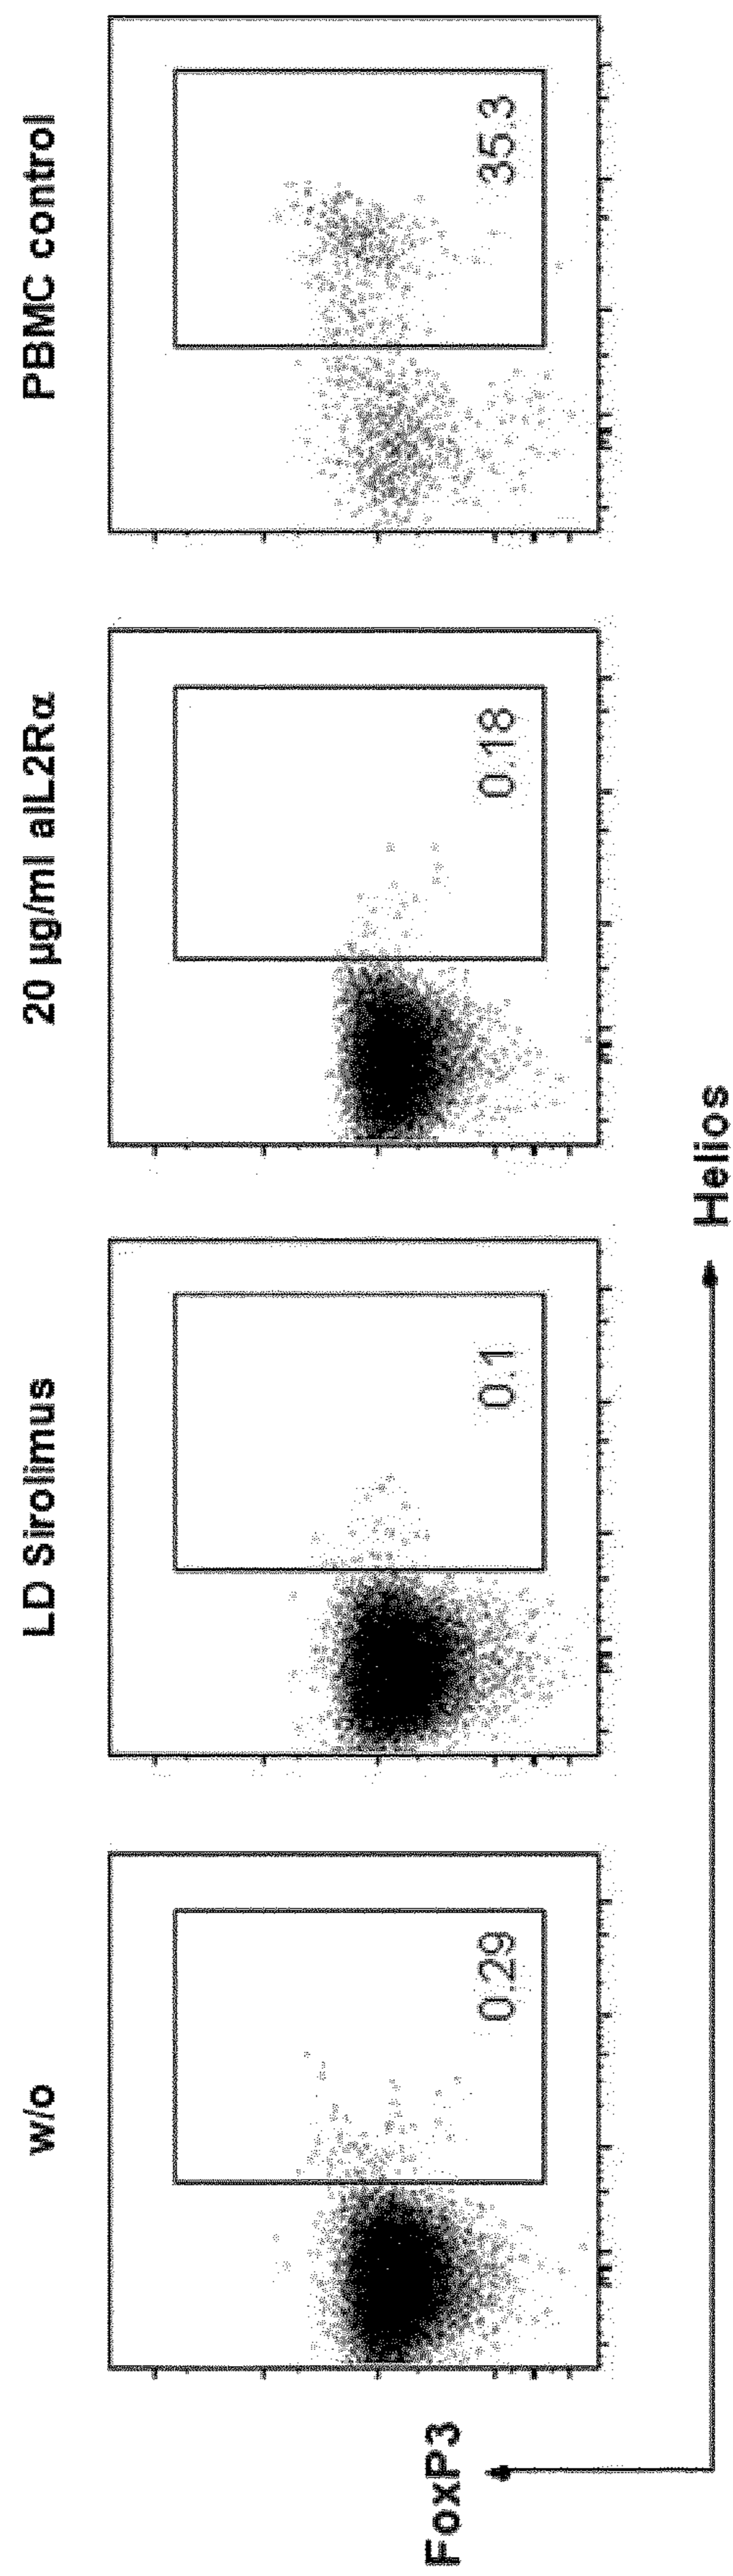 w/o
LD Sirolimus
20 µg/ml aIL2Rα
PBMC control
0.29
0.1
0.18
35.3
FoxP3
Helios